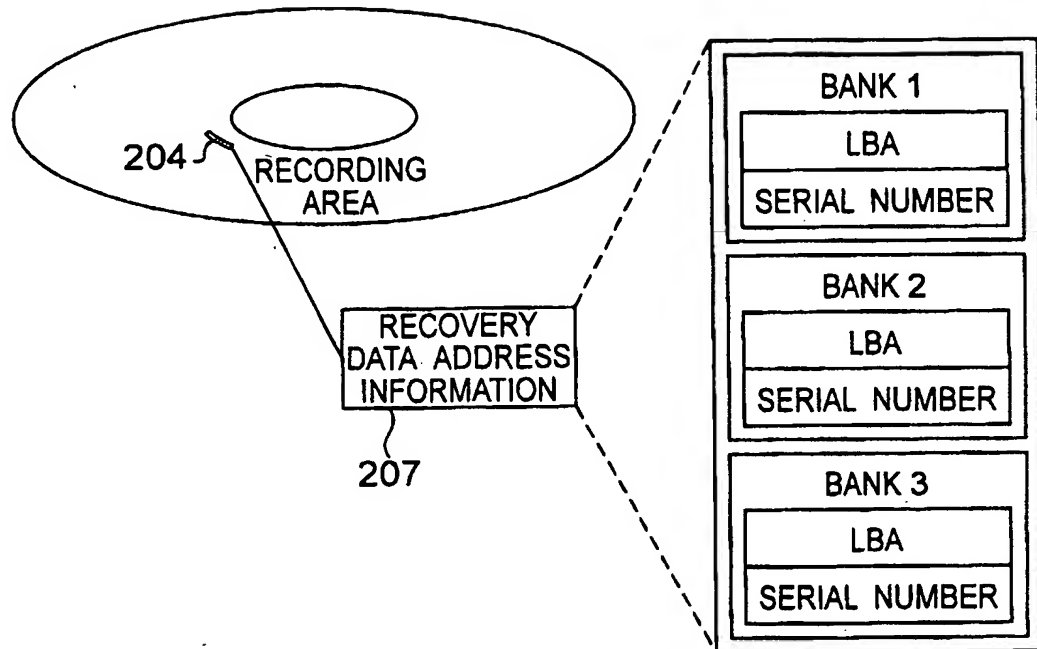 204
RECORDING
AREA
RECOVERY
DATA ADDRESS
INFORMATION
207
BANK 1
LBA
SERIAL NUMBER
BANK 2
LBA
SERIAL NUMBER
BANK 3
LBA
SERIAL NUMBER